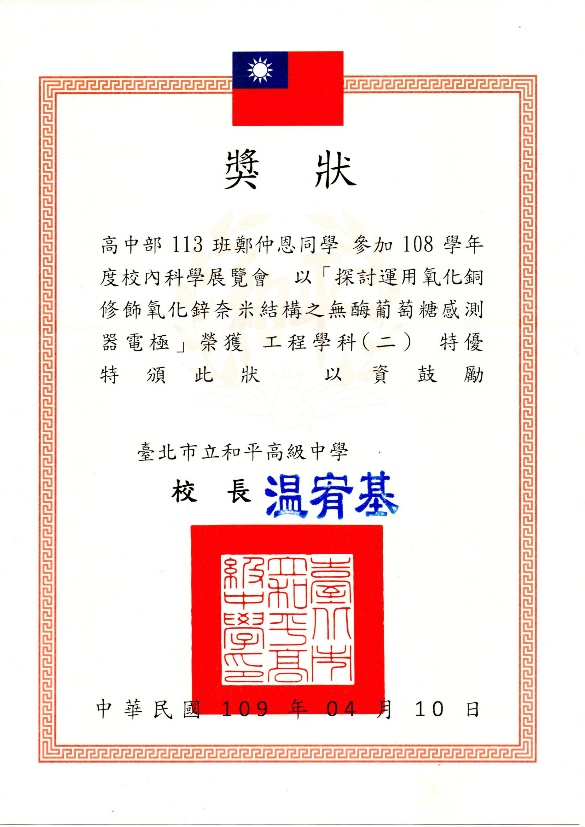 獎狀
高中部 113 班鄭仲恩同學 參加 108 學年
度校內科學展覽會 以「探討運用氧化銅
修飾氧化鋅奈米結構之無酶葡萄糖感測
器電極」榮獲 工程學科(二) 特優
特頒此狀 以資鼓勵
臺北市立和平高級中學
校長 温宥基
臺北市
立和平高
級中學印
中華民國 109 年 04 月 10 日